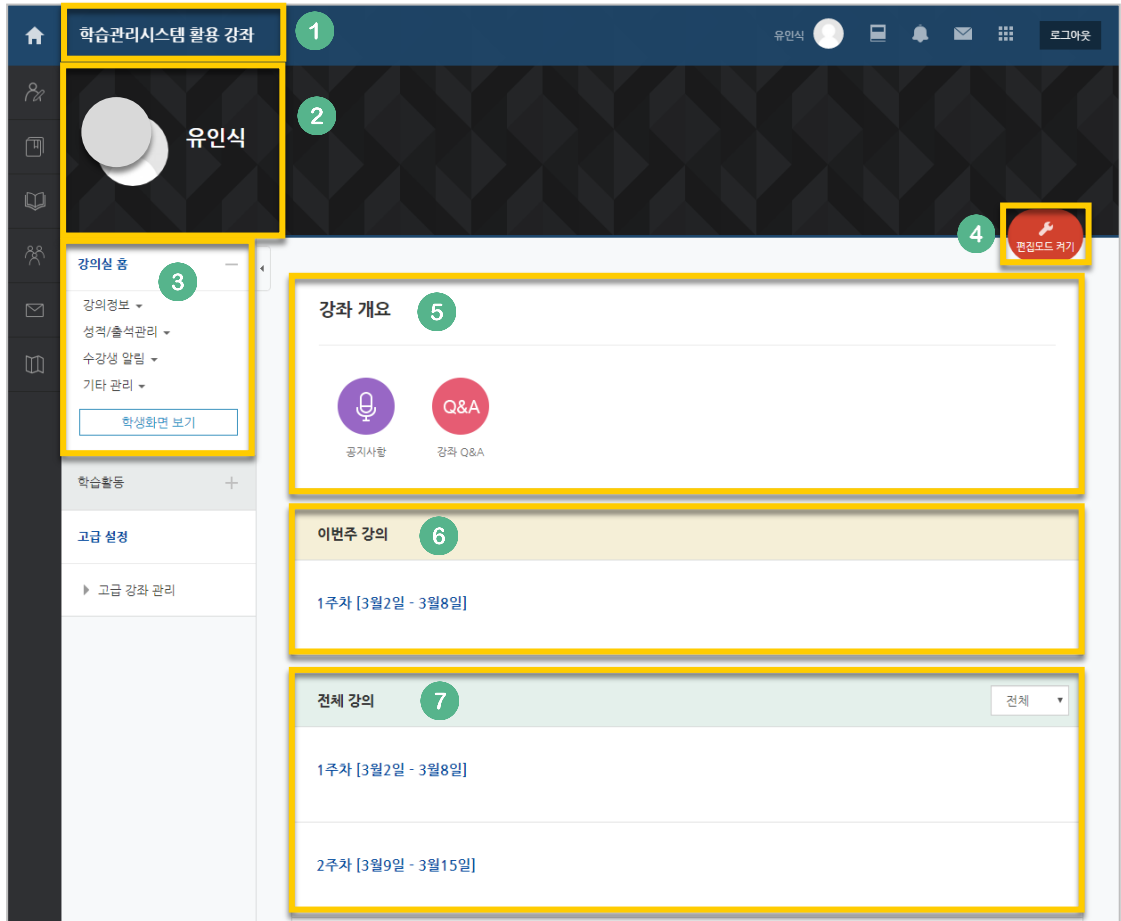 학습관리시스템 활용 강좌
1
유인식
로그아웃
2
유인식
4
편집모드 켜기
강의실 홈
3
강의정보
성적/출석관리
수강생 알림
기타 관리
학생화면 보기
학습활동
고급 설정
고급 강좌 관리
강좌 개요
5
Q&A
공지사항
강좌 Q&A
이번주 강의
6
1주차 [3월2일 - 3월8일]
전체 강의
7
전체
1주차 [3월2일 - 3월8일]
2주차 [3월9일 - 3월15일]